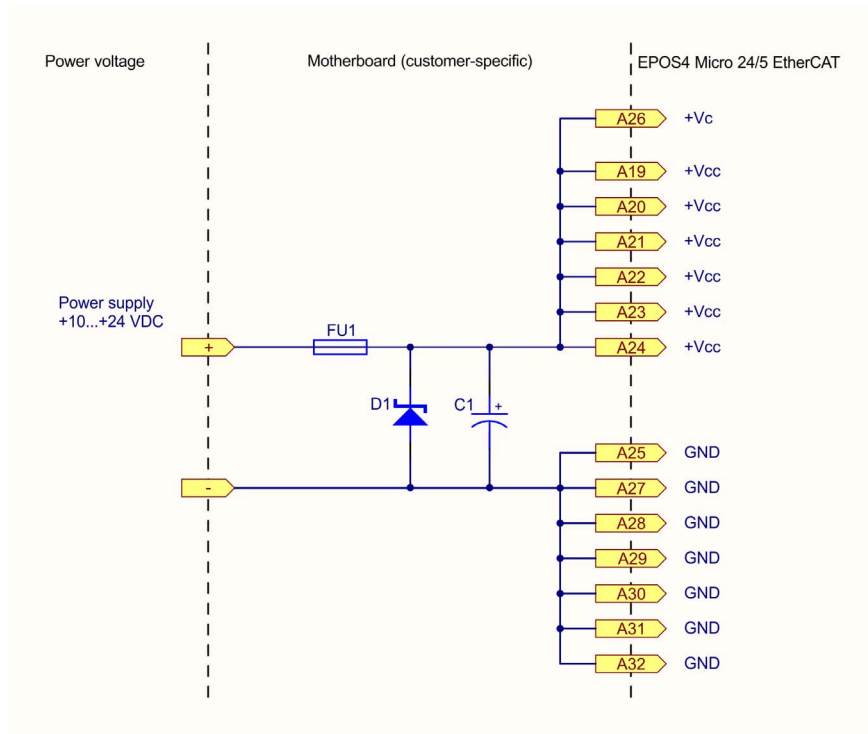 Power voltage
Motherboard (customer-specific)
EPOS4 Micro 24/5 EtherCAT
A26 +Vc
A19 +Vcc
A20 +Vcc
A21 +Vcc
A22 +Vcc
A23 +Vcc
Power supply
+10...+24 VDC
FU1
+
A24 +Vcc
D1
C1 +
A25 GND
-
A27 GND
A28 GND
A29 GND
A30 GND
A31 GND
A32 GND